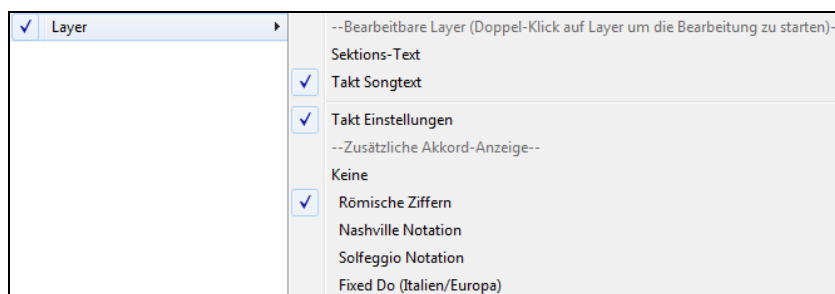 Layer
--Bearbeitbare Layer (Doppel-Klick auf Layer um die Bearbeitung zu starten)-
Sektions-Text
Takt Songtext
Takt Einstellungen
--Zusätzliche Akkord-Anzeige--
Keine
Römische Ziffern
Nashville Notation
Solfeggio Notation
Fixed Do (Italien/Europa)